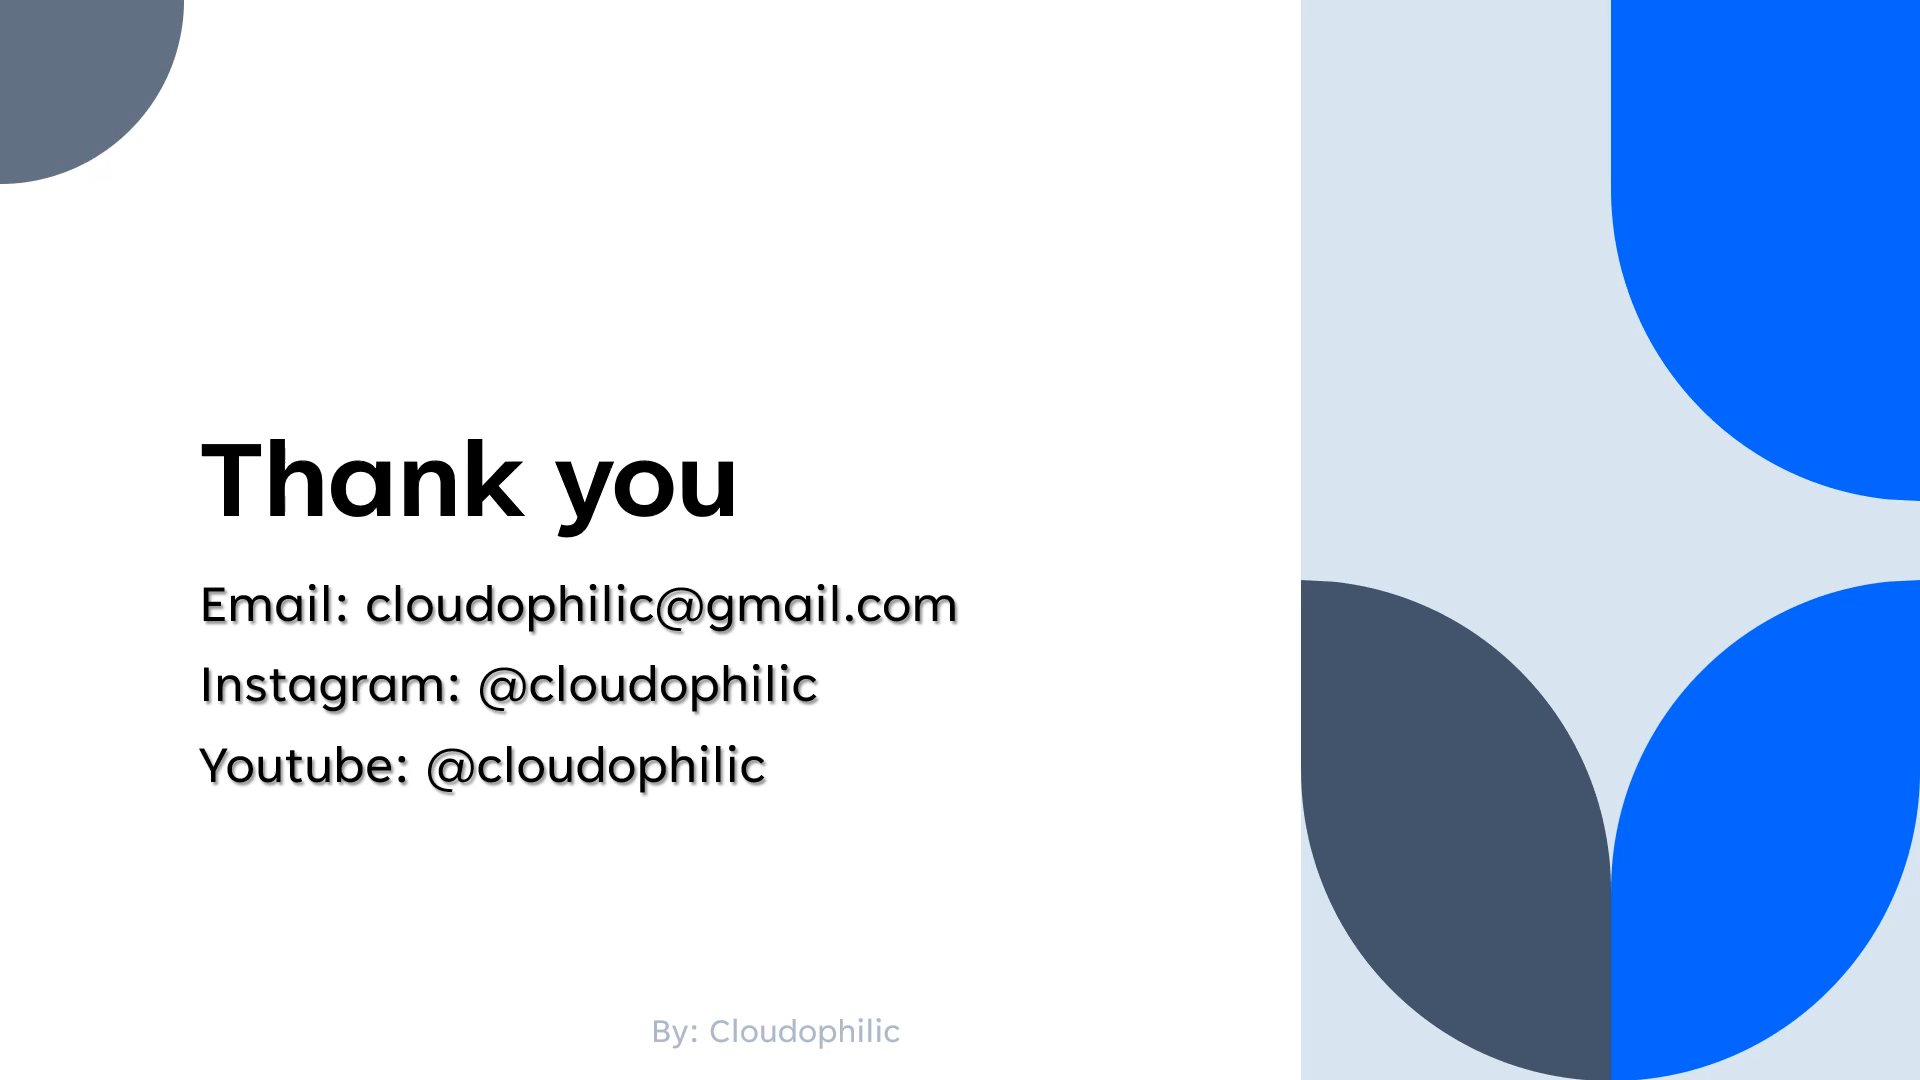 Thank you
Email: cloudophilic@gmail.com
Instagram: @cloudophilic
Youtube: @cloudophilic
By: Cloudophilic